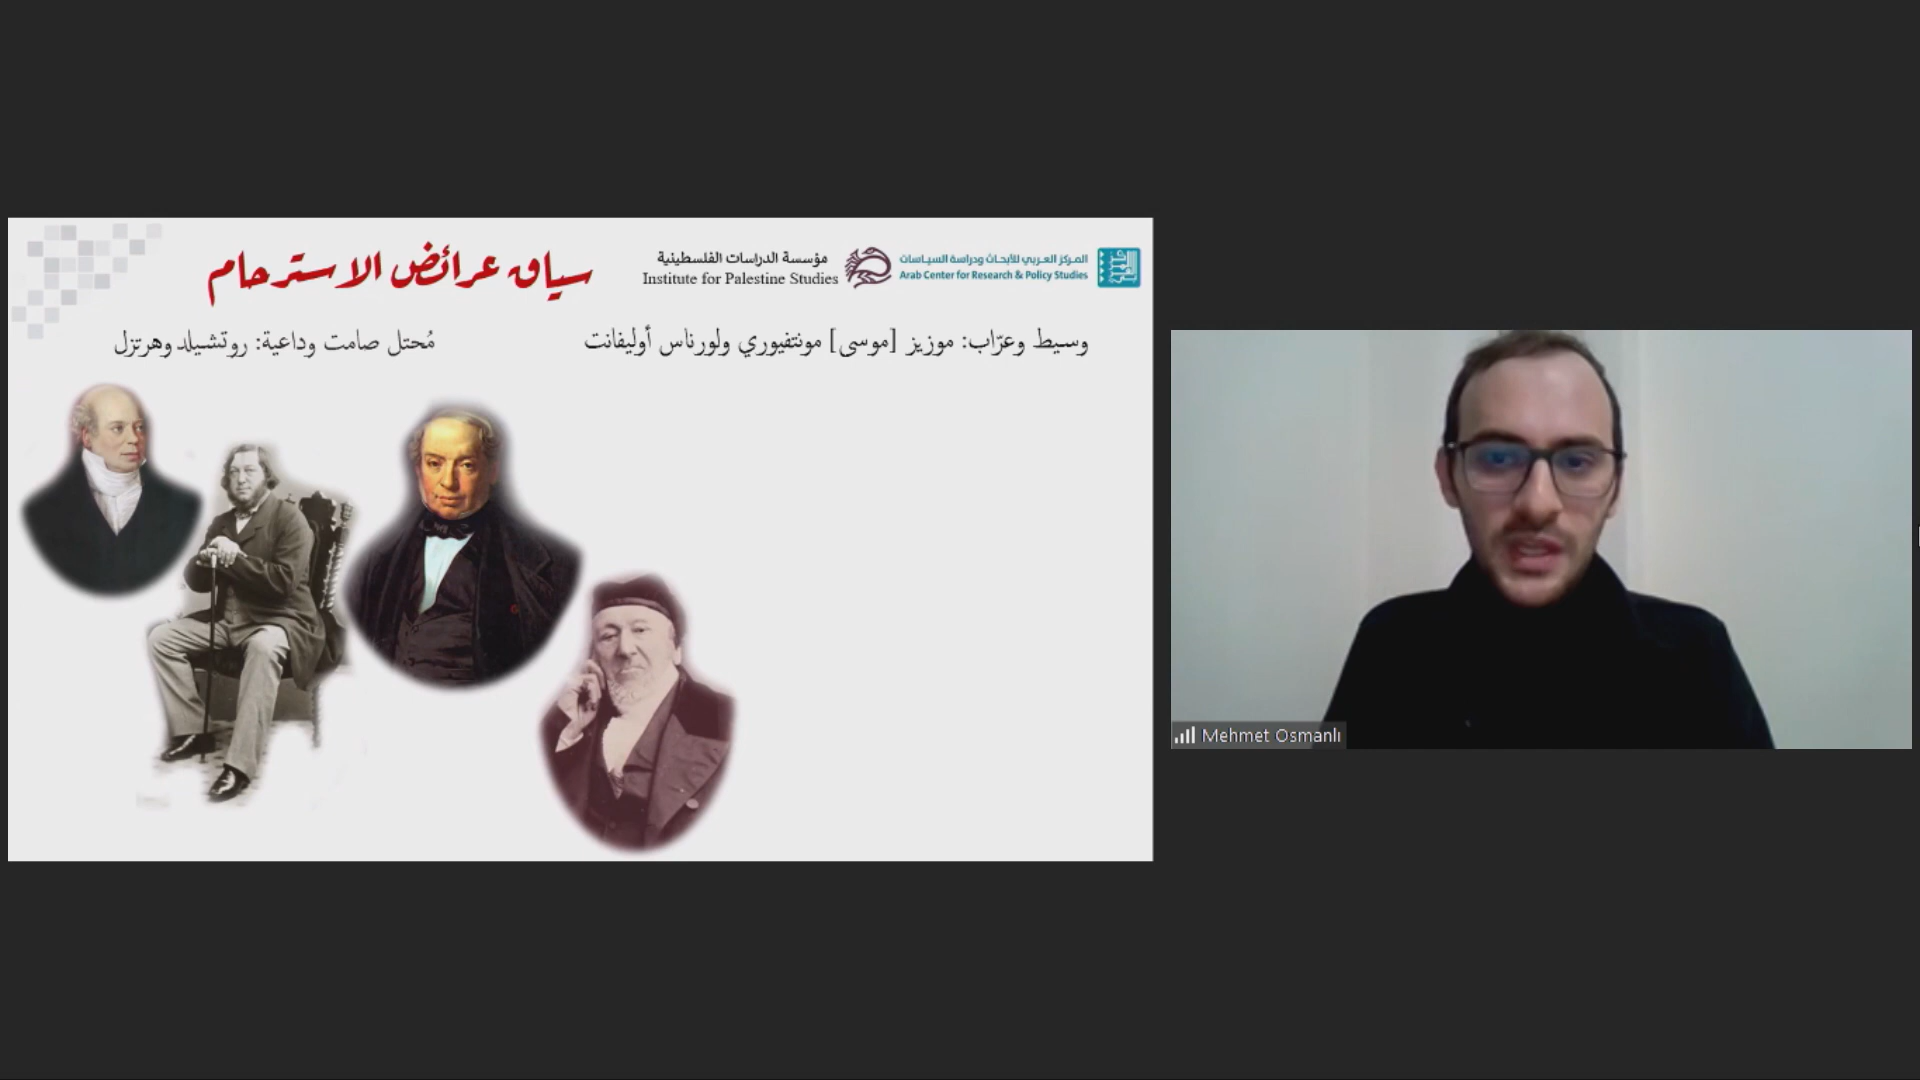 سياق عرائض الاسترحام
مؤسسة الدراسات الفلسطينية
Institute for Palestine Studies
المركز العربي للأبحاث ودراسة السياسات
Arab Center for Research & Policy Studies
وسيط وعرّاب: موزيز [موسى] مونتفيوري ولورناس أوليفانت
مُحتل صامت وداعية: روتشيلد وهرتزل
Mehmet Osmanlı